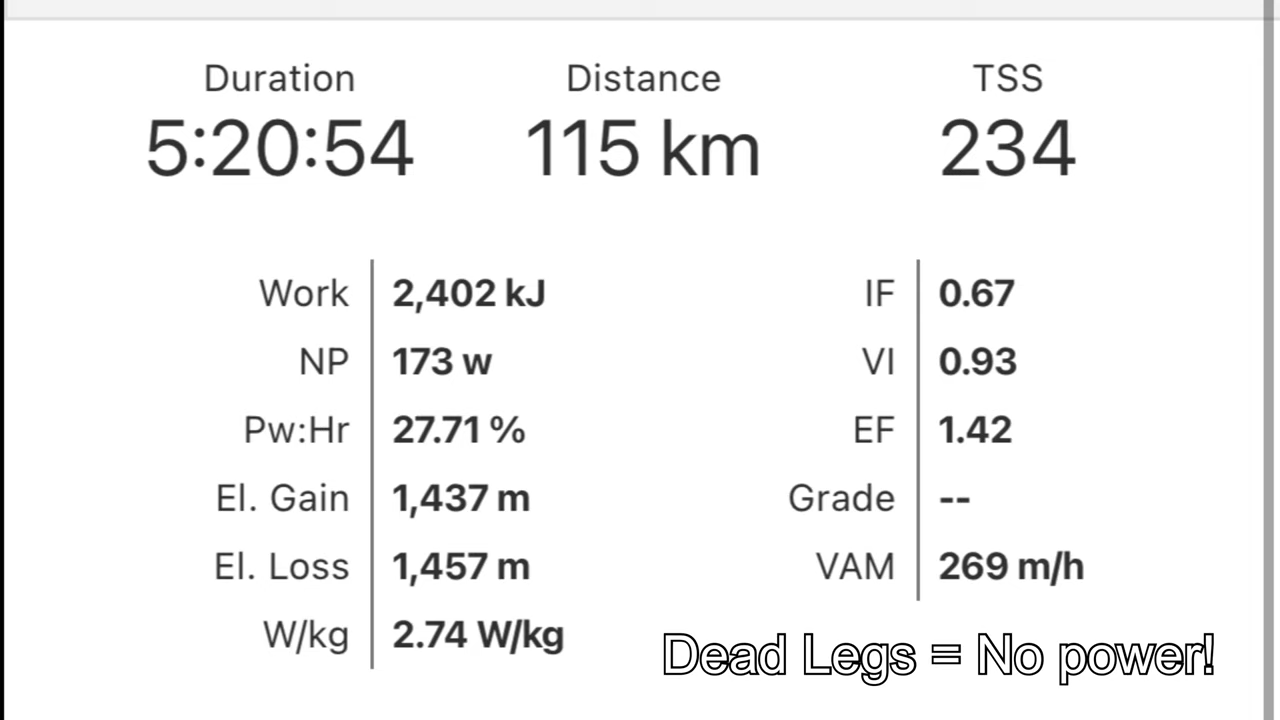 Duration Distance TSS
5:20:54 115 km 234
Work 2,402 kJ IF 0.67
NP 173 w VI 0.93
Pw:Hr 27.71 % EF 1.42
El. Gain 1,437 m Grade --
El. Loss 1,457 m VAM 269 m/h
W/kg 2.74 W/kg
Dead Legs = No power!